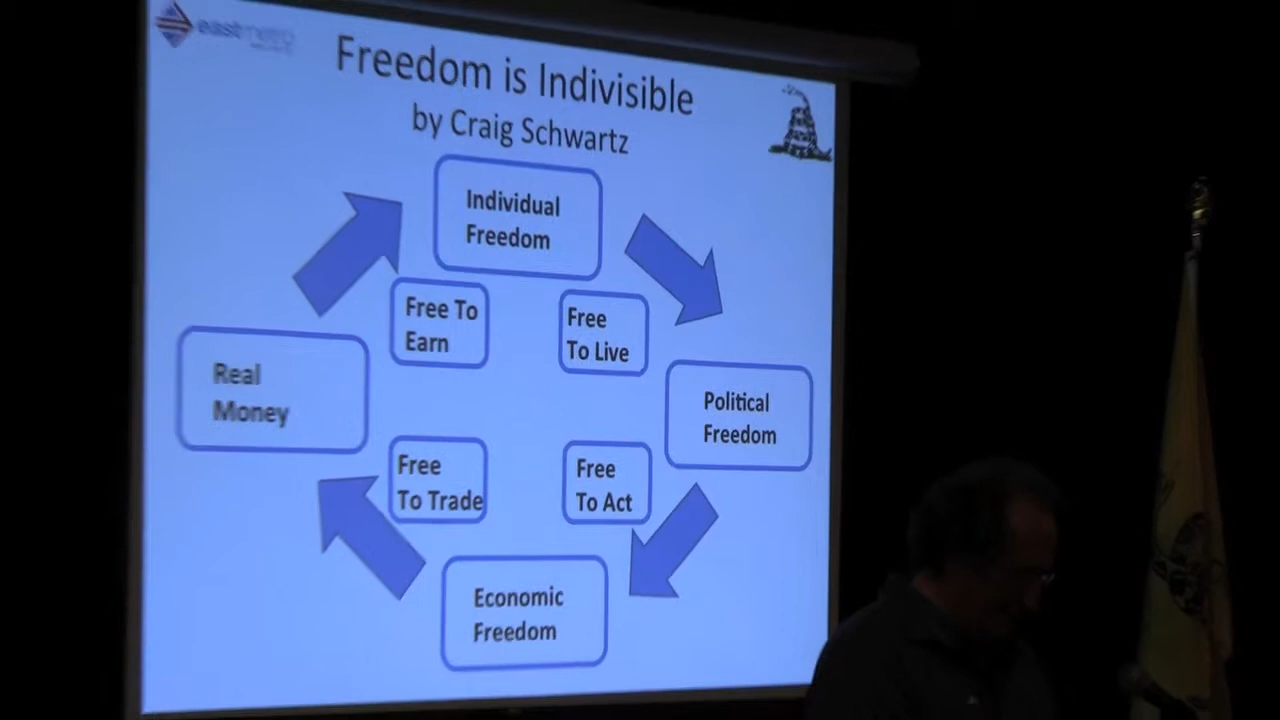 eastmetro
Freedom is Indivisible
by Craig Schwartz
Individual
Freedom
Free To
Earn
Free
To Live
Real
Money
Political
Freedom
Free
To Trade
Free
To Act
Economic
Freedom